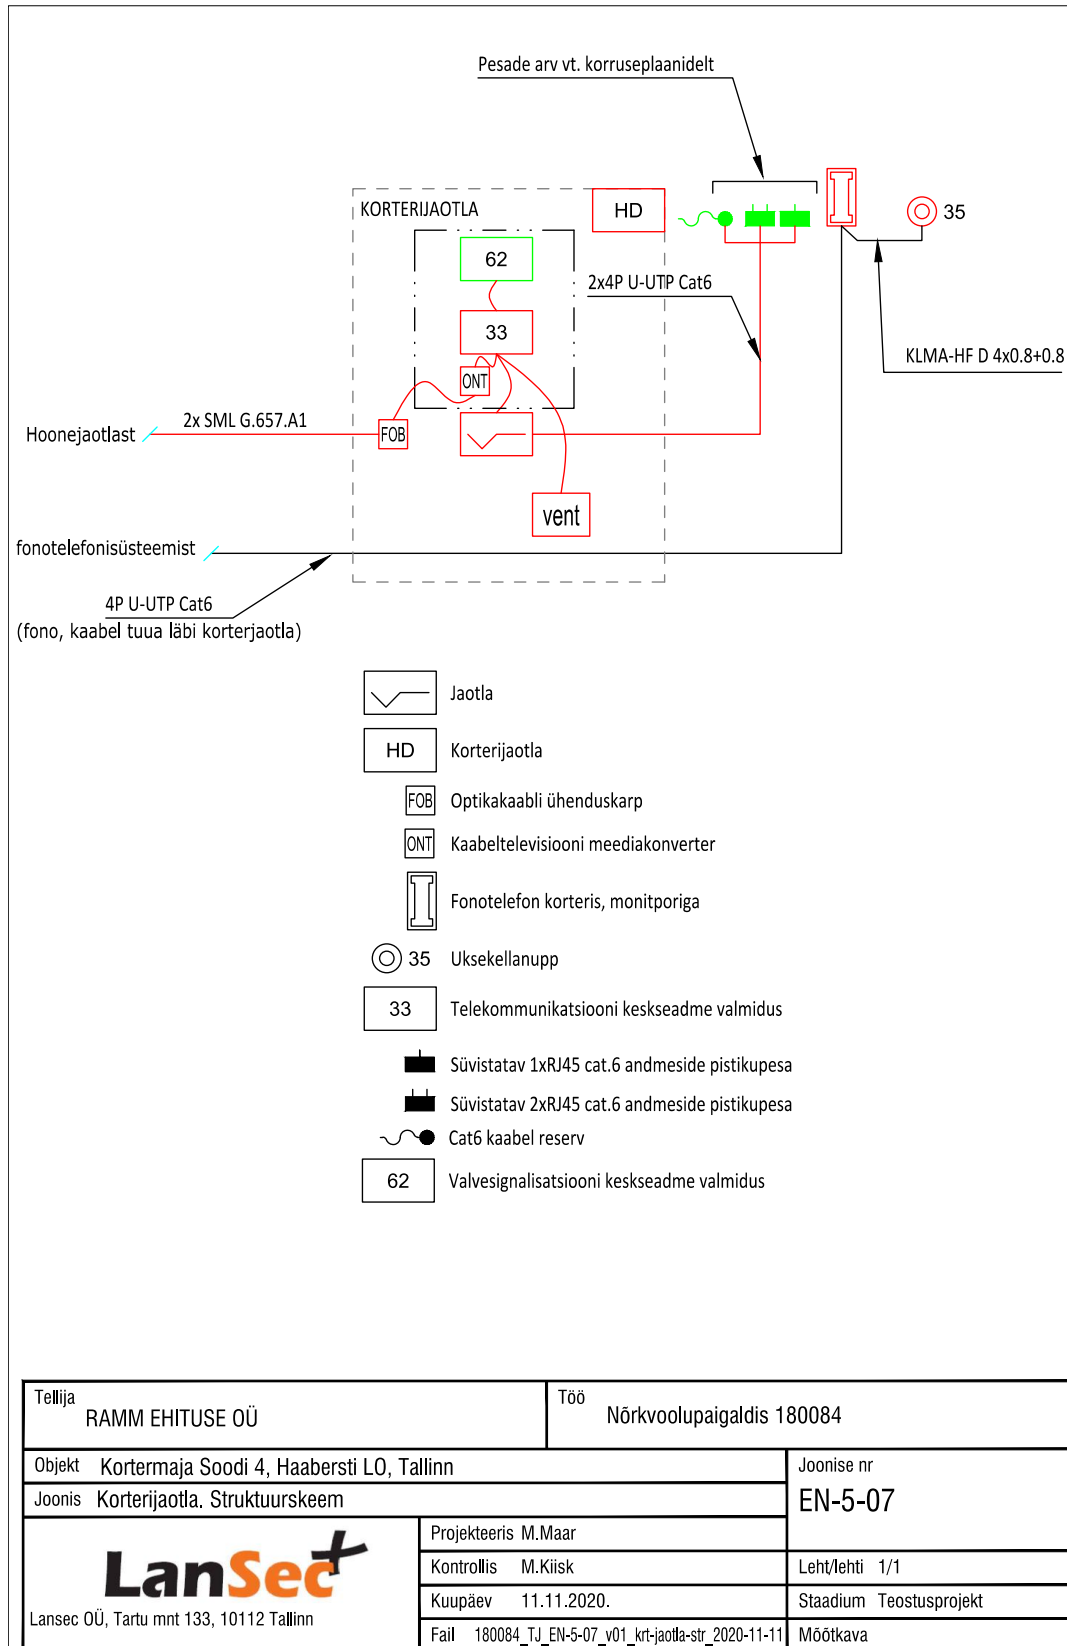 Pesade arv vt. korruseplaanidelt
KORTERIJAOTLA
HD
35
62
2x4P U-UTP Cat6
33
KLMA-HF D 4x0.8+0.8
ONT
2x SML G.657.A1
Hoonejaotlast
FOB
vent
fonotelefonisüsteemist
4P U-UTP Cat6
(fono, kaabel tuua läbi korterjaotla)
Jaotla
HD Korterijaotla
FOB Optikakaabli ühenduskarp
ONT Kaabeltelevisiooni meediakonverter
Fonotelefon korteris, monitporiga
35 Uksekellanupp
33 Telekommunikatsiooni keskseadme valmidus
Süvistatav 1xRJ45 cat.6 andmeside pistikupesa
Süvistatav 2xRJ45 cat.6 andmeside pistikupesa
Cat6 kaabel reserv
62 Valvesignalisatsiooni keskseadme valmidus
Tellija
RAMM EHITUSE OÜ
Töö
Nõrkvoolupaigaldis 180084
Objekt Kortermaja Soodi 4, Haabersti LO, Tallinn
Joonise nr
EN-5-07
Joonis Korterijaotla. Struktuurskeem
LanSec+
Lansec OÜ, Tartu mnt 133, 10112 Tallinn
Projekteeris M.Maar
Kontrollis M.Kiisk
Leht/lehti 1/1
Kuupäev 11.11.2020.
Staadium Teostusprojekt
Fail 180084_TJ_EN-5-07_v01_krt-jaotla-str_2020-11-11
Mõõtkava